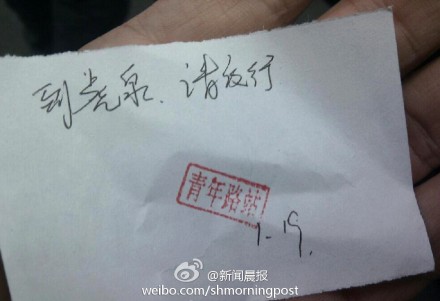 到光泉、请放行
青年路站
1-19.
@新闻晨报
weibo.com/shmorningpost